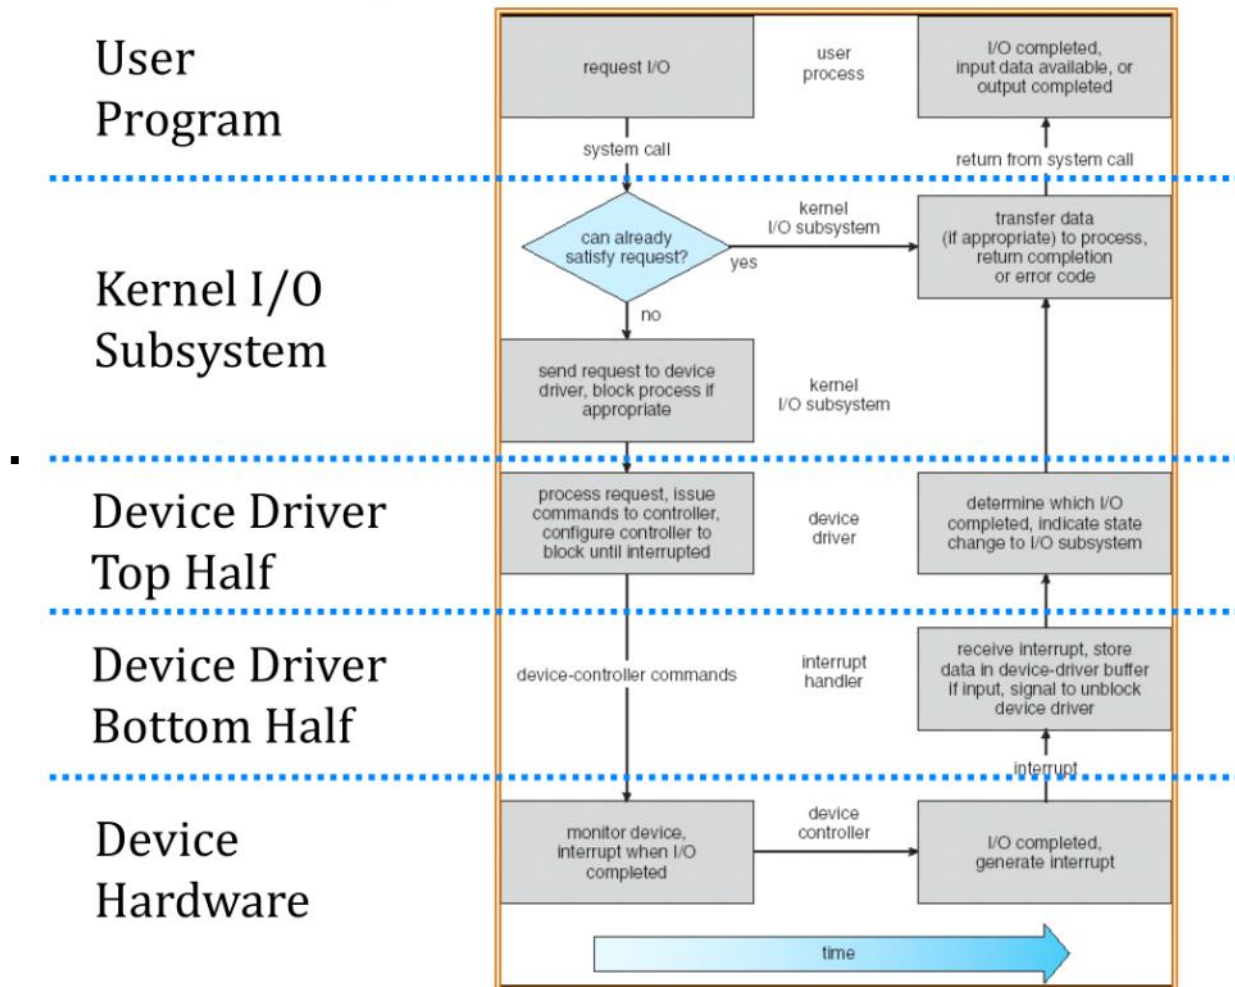 User
Program
request I/O
user
process
I/O completed,
input data available, or
output completed
system call
return from system call
Kernel I/O
Subsystem
can already
satisfy request?
kernel
I/O subsystem
yes
transfer data
(if appropriate) to process,
return completion
or error code
no
send request to device
driver, block process if
appropriate
kernel
I/O subsystem
Device Driver
Top Half
process request, issue
commands to controller,
configure controller to
block until interrupted
device
driver
determine which I/O
completed, indicate state
change to I/O subsystem
Device Driver
Bottom Half
device-controller commands
interrupt
handler
receive interrupt, store
data in device-driver buffer
if input, signal to unblock
device driver
interrupt
Device
Hardware
monitor device,
interrupt when I/O
completed
device
controller
I/O completed,
generate interrupt
time